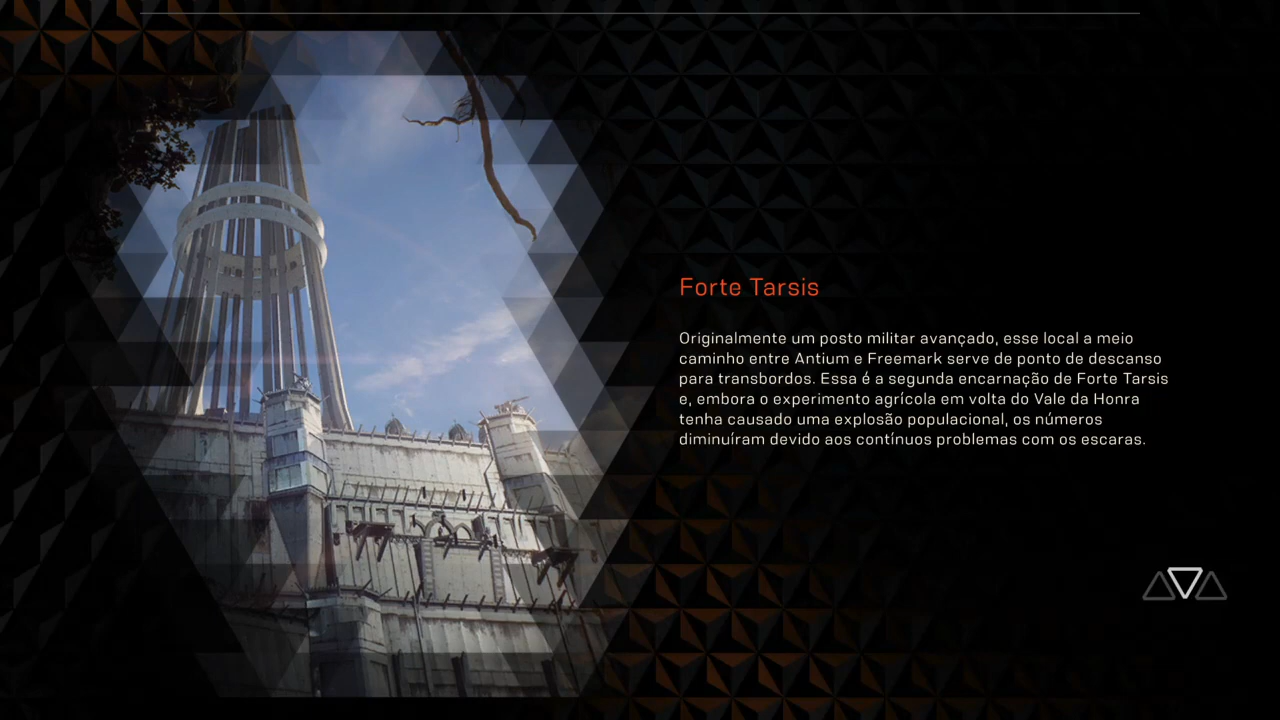 Forte Tarsis
Originalmente um posto militar avançado, esse local a meio
caminho entre Antium e Freemark serve de ponto de descanso
para transbordos. Essa é a segunda encarnação de Forte Tarsis
e, embora o experimento agrícola em volta do Vale da Honra
tenha causado uma explosão populacional, os números
diminuíram devido aos contínuos problemas com os escaras.